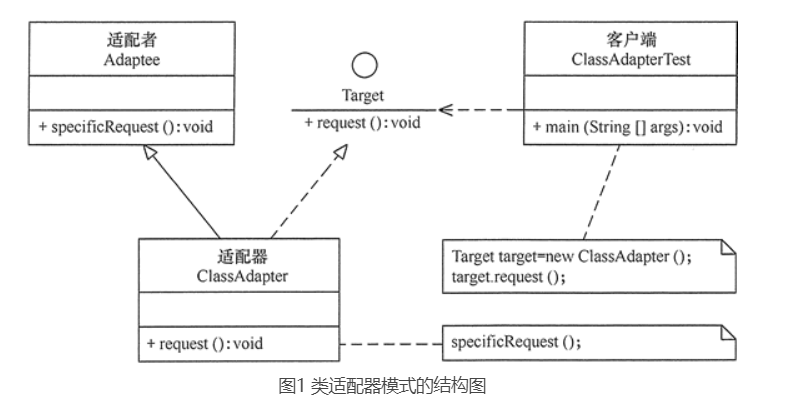 适配者
Adaptee
+ specificRequest ():void
Target
+ request ():void
客户端
ClassAdapterTest
+ main (String [] args):void
适配器
ClassAdapter
+ request ():void
Target target=new ClassAdapter ();
target.request ();
specificRequest ();
图1 类适配器模式的结构图